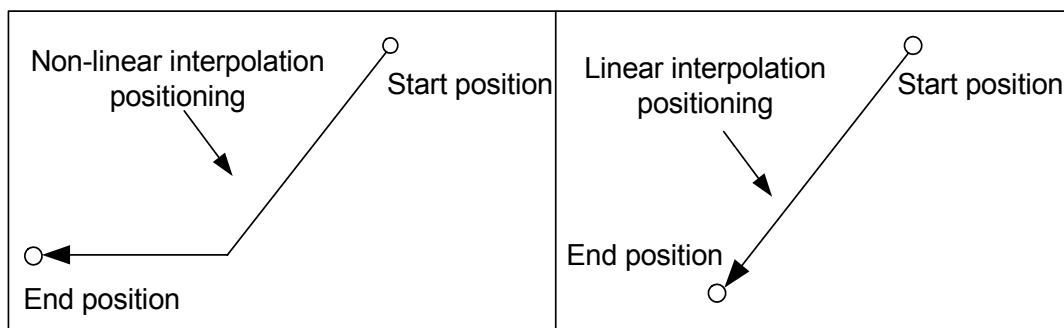 Non-linear interpolation
positioning
Start position
End position
Linear interpolation
positioning
Start position
End position